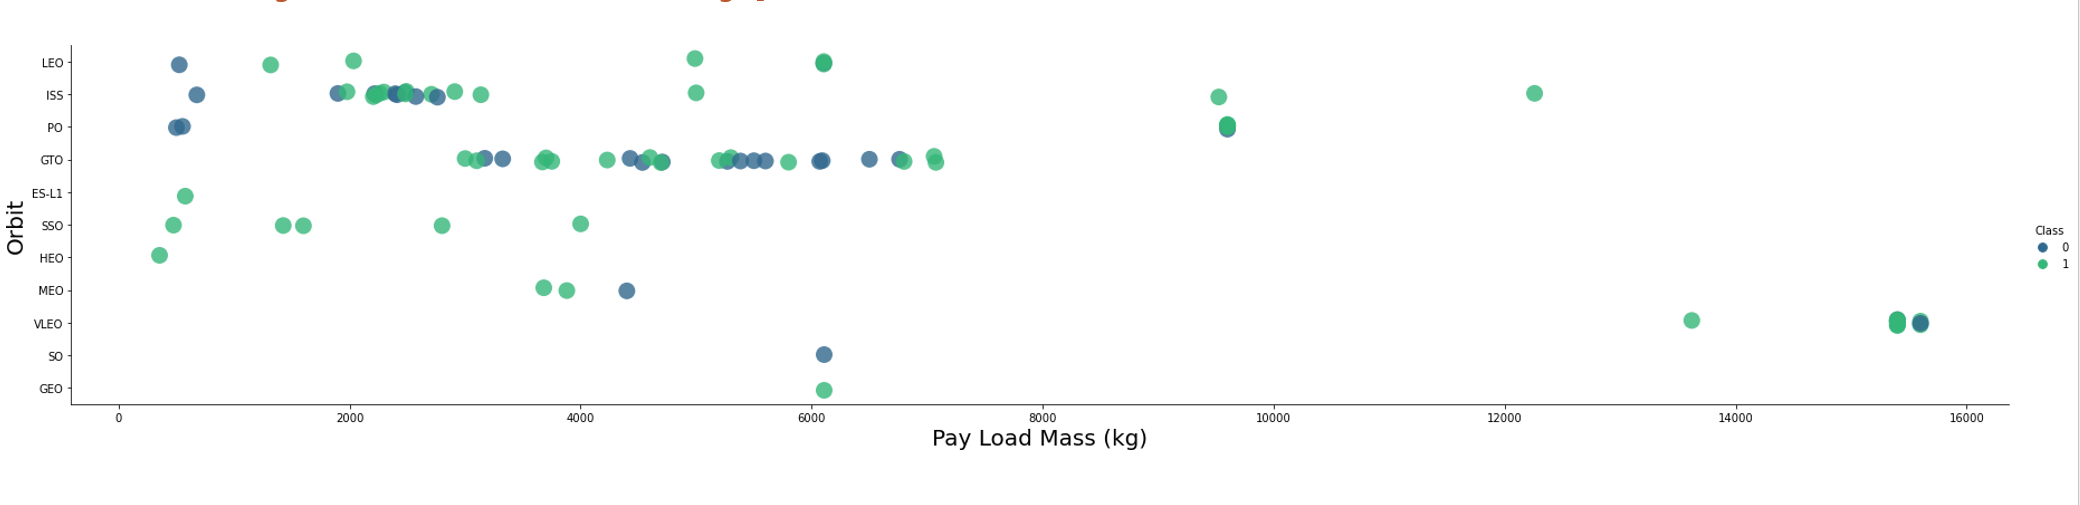 LEO
ISS
PO
GTO
ES-L1
SSO
HEO
MEO
VLEO
SO
GEO
Orbit
0 2000 4000 6000 8000 10000 12000 14000 16000
Pay Load Mass (kg)
Class
0
1